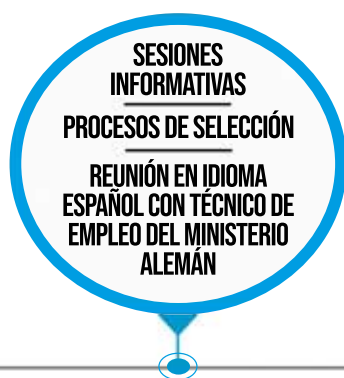 SESIONES
INFORMATIVAS
PROCESOS DE SELECCIÓN
REUNIÓN EN IDIOMA
ESPAÑOL CON TÉCNICO DE
EMPLEO DEL MINISTERIO
ALEMÁN